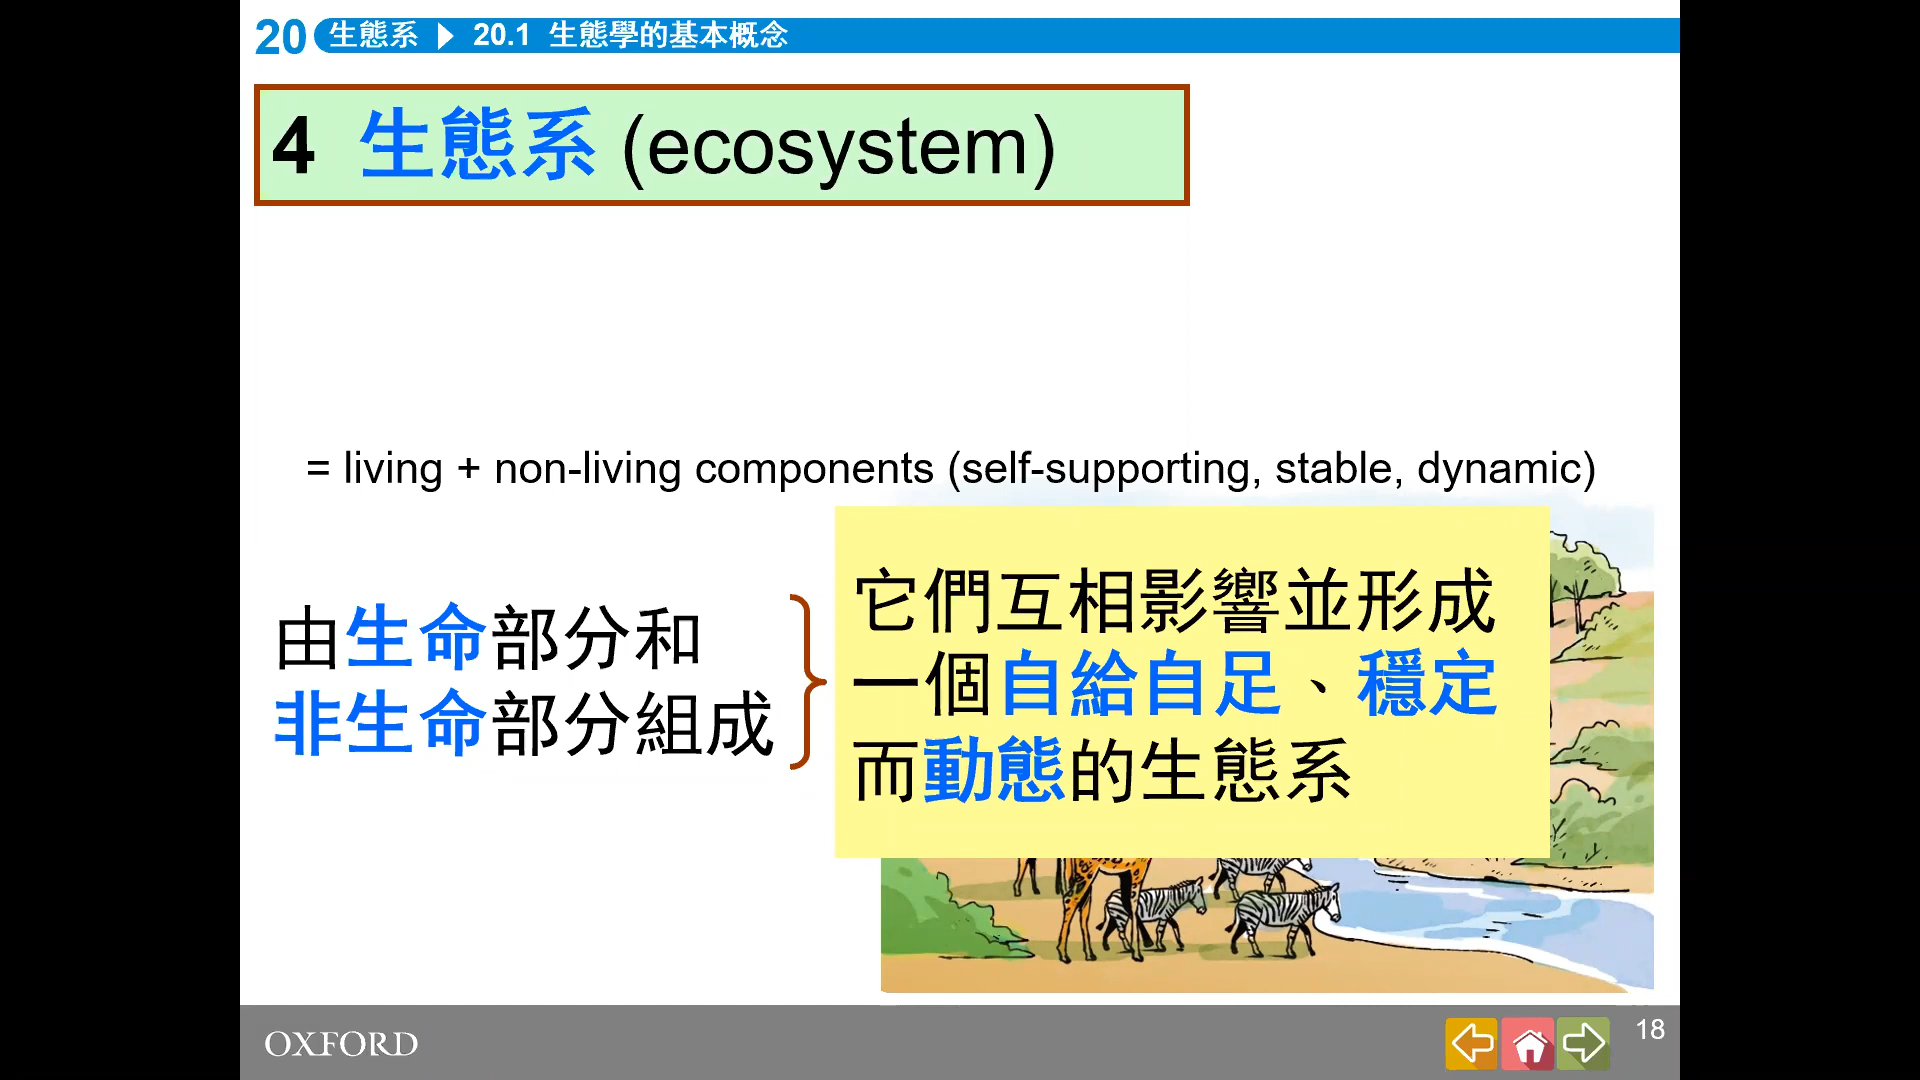 20 生態系 ▶ 20.1 生態學的基本概念
4 生態系 (ecosystem)
= living + non-living components (self-supporting, stable, dynamic)
由生命部分和
非生命部分組成
它們互相影響並形成
一個自給自足、穩定
而動態的生態系
OXFORD
18